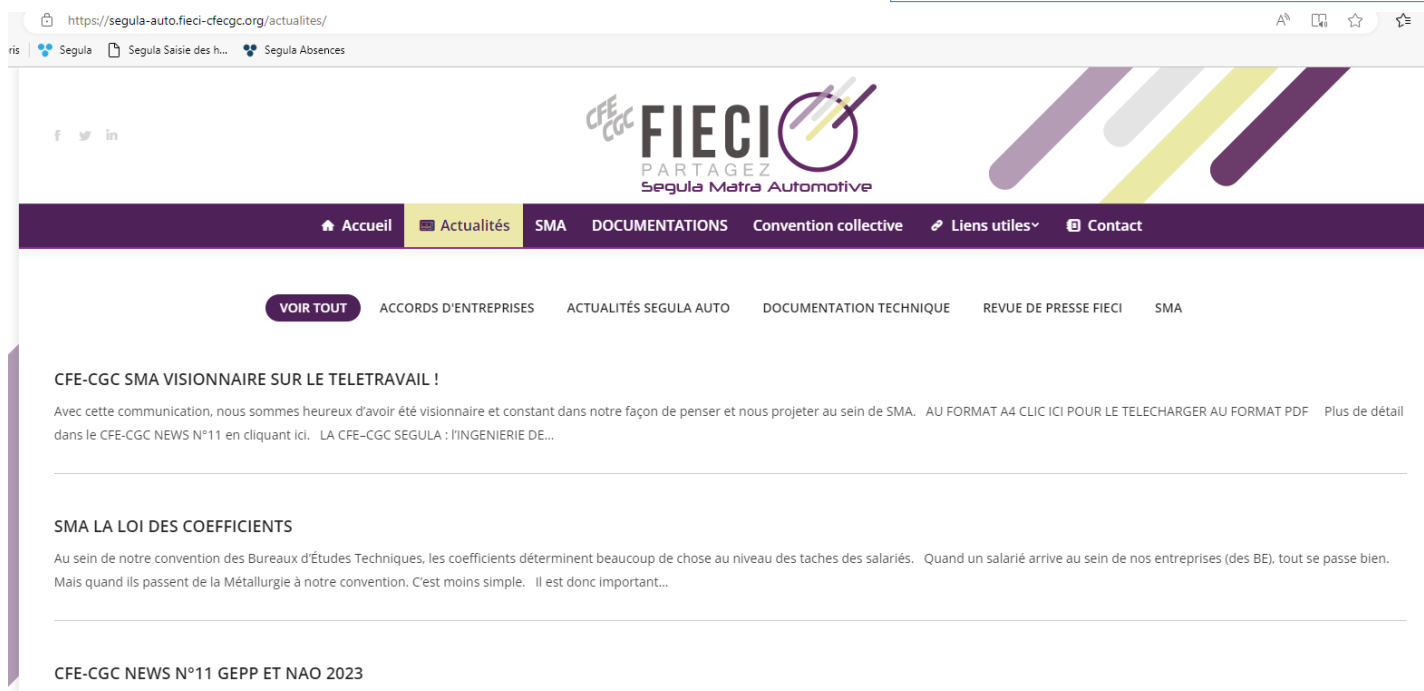 https://segula-auto.fieci-cfecgc.org/actualites/
ris Segula Segula Saisie des h... Segula Absences
f in
CFE CGC FIECI
PARTAGEZ
Segula Matra Automotive
Accueil Actualités SMA DOCUMENTATIONS Convention collective Liens utiles Contact
VOIR TOUT ACCORDS D'ENTREPRISES ACTUALITÉS SEGULA AUTO DOCUMENTATION TECHNIQUE REVUE DE PRESSE FIECI SMA
CFE-CGC SMA VISIONNAIRE SUR LE TELETRAVAIL !
Avec cette communication, nous sommes heureux d'avoir été visionnaire et constant dans notre façon de penser et nous projeter au sein de SMA. AU FORMAT A4 CLIC ICI POUR LE TELECHARGER AU FORMAT PDF Plus de détail
dans le CFE-CGC NEWS N°11 en cliquant ici. LA CFE–CGC SEGULA : l'INGENIERIE DE...
SMA LA LOI DES COEFFICIENTS
Au sein de notre convention des Bureaux d'Études Techniques, les coefficients déterminent beaucoup de chose au niveau des taches des salariés. Quand un salarié arrive au sein de nos entreprises (des BE), tout se passe bien.
Mais quand ils passent de la Métallurgie à notre convention. C'est moins simple. Il est donc important...
CFE-CGC NEWS N°11 GEPP ET NAO 2023